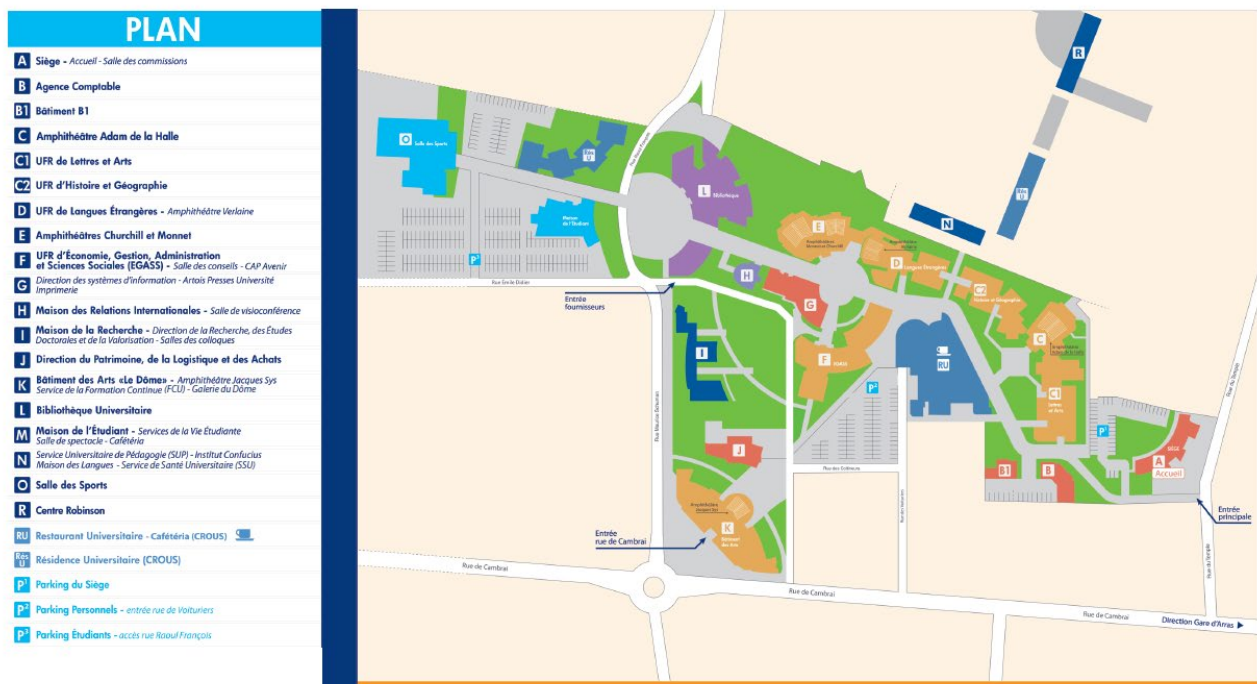 PLAN
A Siège - Accueil - Salle des commissions
B Agence Comptable
B1 Bâtiment B1
C Amphithéâtre Adam de la Halle
C1 UFR de Lettres et Arts
C2 UFR d'Histoire et Géographie
D UFR de Langues Étrangères - Amphithéâtre Verlaine
E Amphithéâtres Churchill et Monnet
F UFR d'Économie, Gestion, Administration
et Sciences Sociales (EGASS) - Salle des conseils - CAP Avenir
G Direction des systèmes d'information - Artois Presses Université
Imprimerie
H Maison des Relations Internationales - Salle de visioconférence
I Maison de la Recherche - Direction de la Recherche, des Études
Doctorales et de la Valorisation - Salles des colloques
J Direction du Patrimoine, de la Logistique et des Achats
K Bâtiment des Arts «Le Dôme» - Amphithéâtre Jacques Sys
Service de la Formation Continue (FCU) - Galerie du Dôme
L Bibliothèque Universitaire
M Maison de l'Étudiant - Services de la Vie Étudiante
Salle de spectacle - Cafétéria
N Service Universitaire de Pédagogie (SUP) - Institut Confucius
Maison des Langues - Service de Santé Universitaire (SSU)
O Salle des Sports
R Centre Robinson
RU Restaurant Universitaire - Cafétéria (CROUS)
Rés U Résidence Universitaire (CROUS)
P1 Parking du Siège
P2 Parking Personnels - entrée rue de Voituriers
P3 Parking Étudiants - accès rue Raoul François
R
O Salle des Sports
Rés
U
Rue Raoul François
L Bibliothèque
Rés
U
Maison
de l'Étudiant
N
E
D Langues Étrangères
P3
H
C2
Histoire et Géographie
Rue Emile Didier
Entrée
fournisseurs
G
C
I
F EGASS
RU
P2
C1
Lettres
et Arts
Rue du Temple
P1
J
A
Accueil
B1
B
Entrée
principale
K
Bâtiment
des Arts
Entrée
rue de Cambrai
Rue du Temple
Rue de Cambrai
Rue de Cambrai
Rue de Cambrai
Direction Gare d'Arras